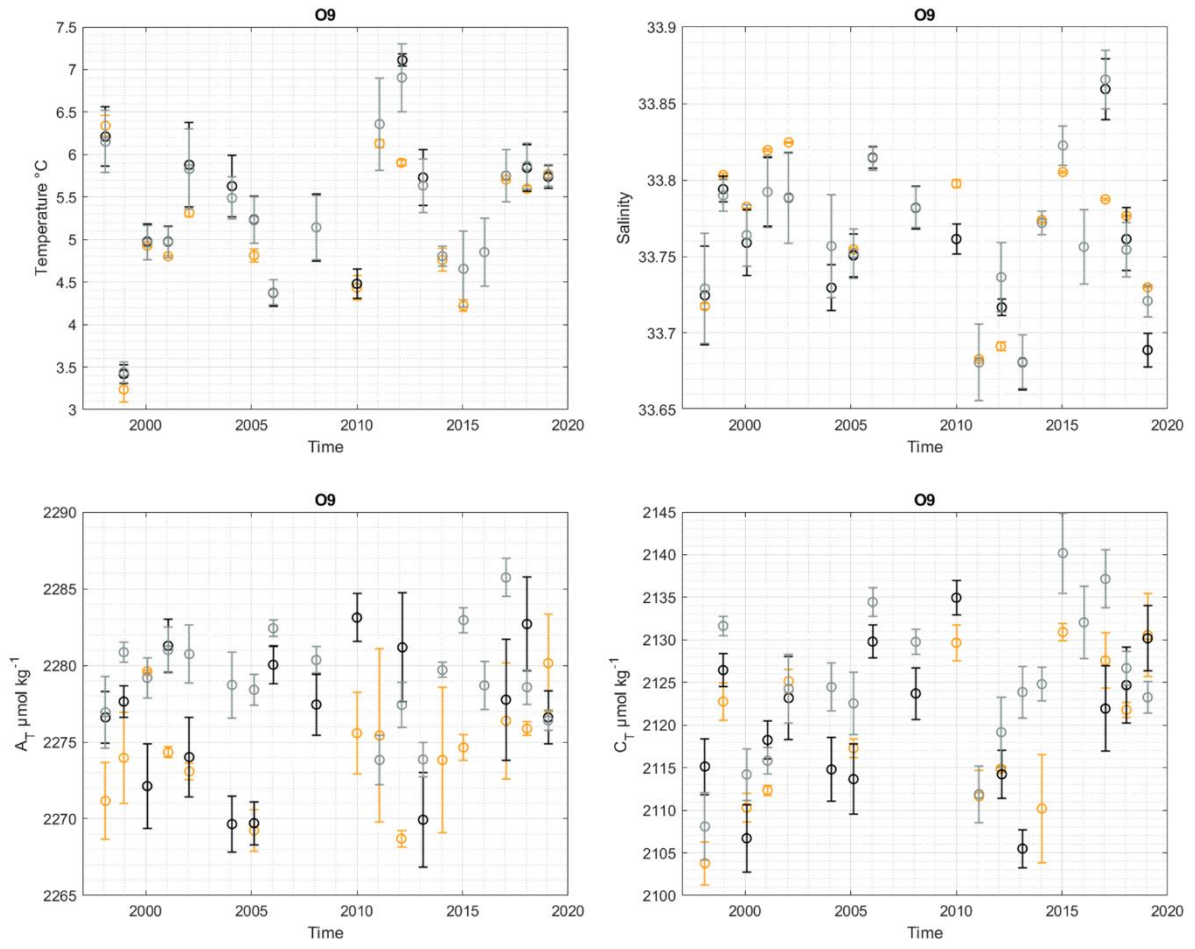 O9
7.5
7
6.5
6
5.5
5
4.5
4
3.5
3
Temperature °C
2000 2005 2010 2015 2020
Time
O9
33.9
33.85
33.8
33.75
33.7
33.65
Salinity
2000 2005 2010 2015 2020
Time
O9
2290
2285
2280
2275
2270
2265
A_T μmol kg⁻¹
2000 2005 2010 2015 2020
Time
O9
2145
2140
2135
2130
2125
2120
2115
2110
2105
2100
C_T μmol kg⁻¹
2000 2005 2010 2015 2020
Time